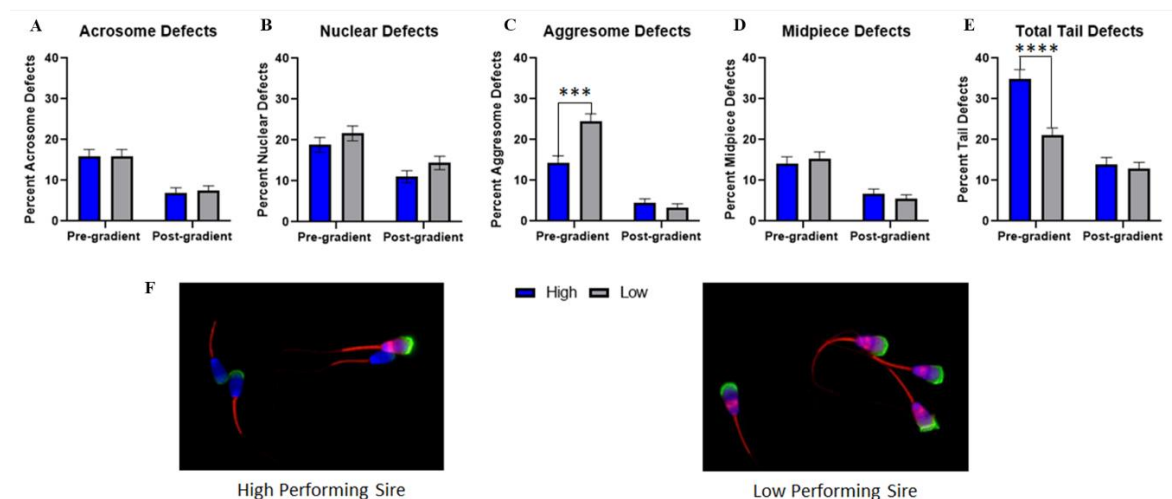 A Acrosome Defects
Percent Acrosome Defects
40
30
20
10
0
Pre-gradient Post-gradient
B Nuclear Defects
Percent Nuclear Defects
40
30
20
10
0
Pre-gradient Post-gradient
C Aggresome Defects
Percent Aggresome Defects
40
30
20
10
0
***
Pre-gradient Post-gradient
D Midpiece Defects
Percent Midpiece Defects
40
30
20
10
0
Pre-gradient Post-gradient
E Total Tail Defects
Percent Tail Defects
40
30
20
10
0
****
Pre-gradient Post-gradient
F
High Low
High Performing Sire
Low Performing Sire